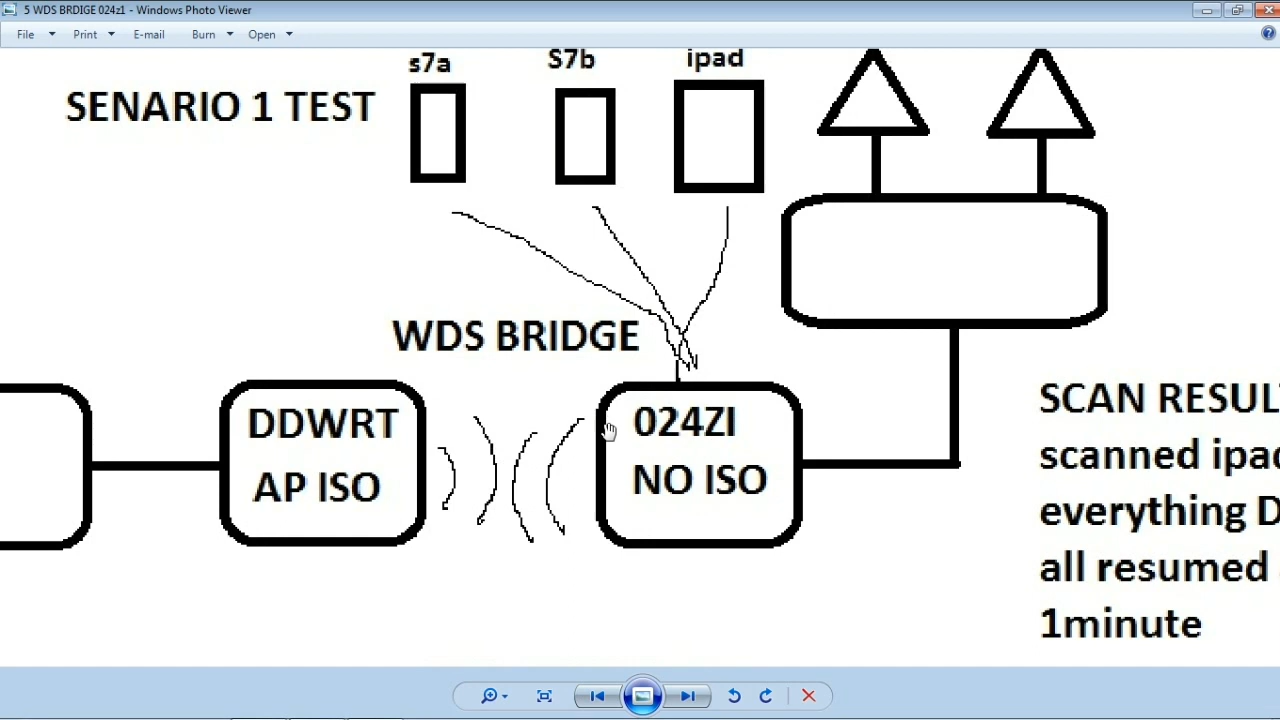 5 WDS BRDIGE 024z1 - Windows Photo Viewer
File Print E-mail Burn Open
s7a S7b ipad
SENARIO 1 TEST
WDS BRIDGE
DDWRT
AP ISO
024ZI
NO ISO
SCAN RESUL
scanned ipad
everything D
all resumed
1minute